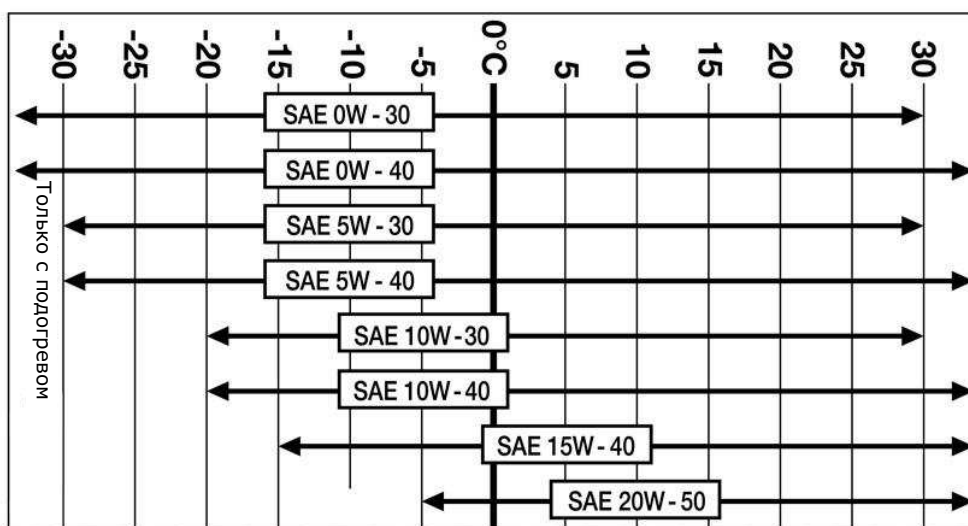 -30 -25 -20 -15 -10 -5 0°C 5 10 15 20 25 30
SAE 0W - 30
SAE 0W - 40
SAE 5W - 30
SAE 5W - 40
SAE 10W - 30
SAE 10W - 40
SAE 15W - 40
SAE 20W - 50
Только с подогревом